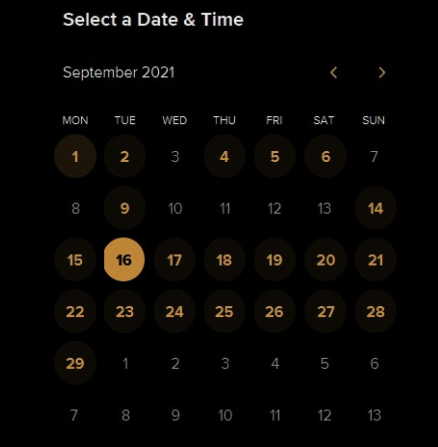 Select a Date & Time
September 2021
MON TUE WED THU FRI SAT SUN
1 2 3 4 5 6 7
8 9 10 11 12 13 14
15 16 17 18 19 20 21
22 23 24 25 26 27 28
29 1 2 3 4 5 6
7 8 9 10 11 12 13